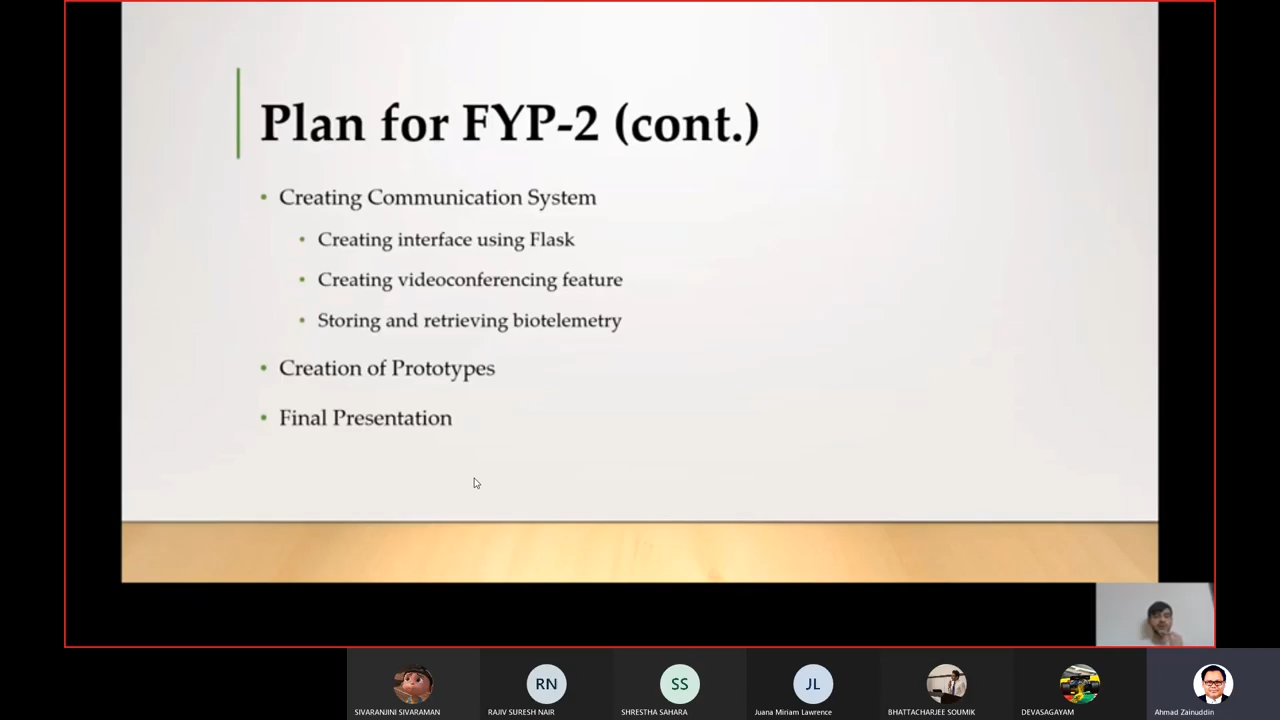 Plan for FYP-2 (cont.)
• Creating Communication System
• Creating interface using Flask
• Creating videoconferencing feature
• Storing and retrieving biotelemetry
• Creation of Prototypes
• Final Presentation
RN
SS
JL
SIVARANJINI SIVARAMAN
RAJIV SURESH NAIR
SHRESTHA SAHARA
Juana Miriam Lawrence
BHATTACHARJEE SOUMIK
DEVASAGAYAM
Ahmad Zainuddin